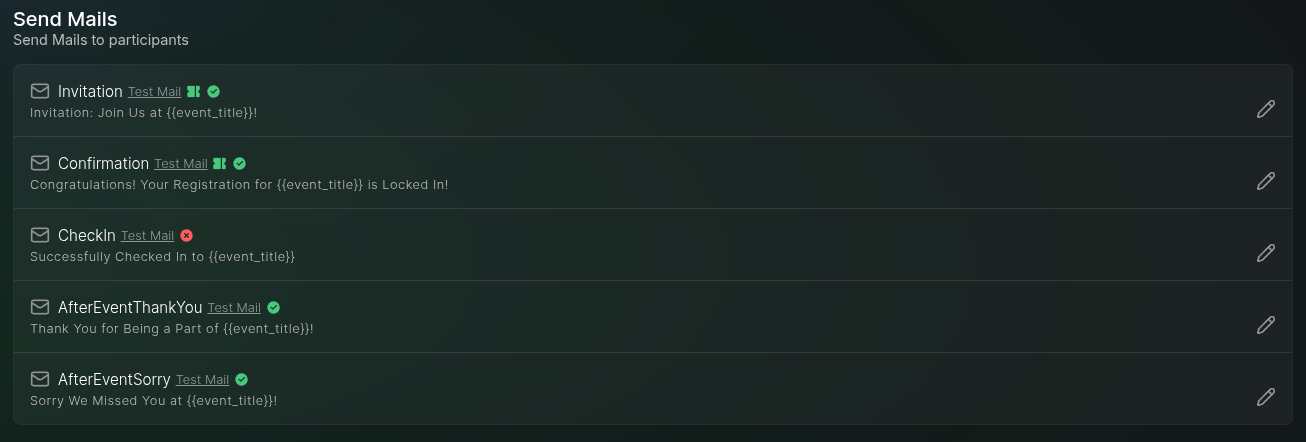 Send Mails
Send Mails to participants
Invitation Test Mail
Invitation: Join Us at {{event_title}}!
Confirmation Test Mail
Congratulations! Your Registration for {{event_title}} is Locked In!
CheckIn Test Mail
Successfully Checked In to {{event_title}}
AfterEventThankYou Test Mail
Thank You for Being a Part of {{event_title}}!
AfterEventSorry Test Mail
Sorry We Missed You at {{event_title}}!